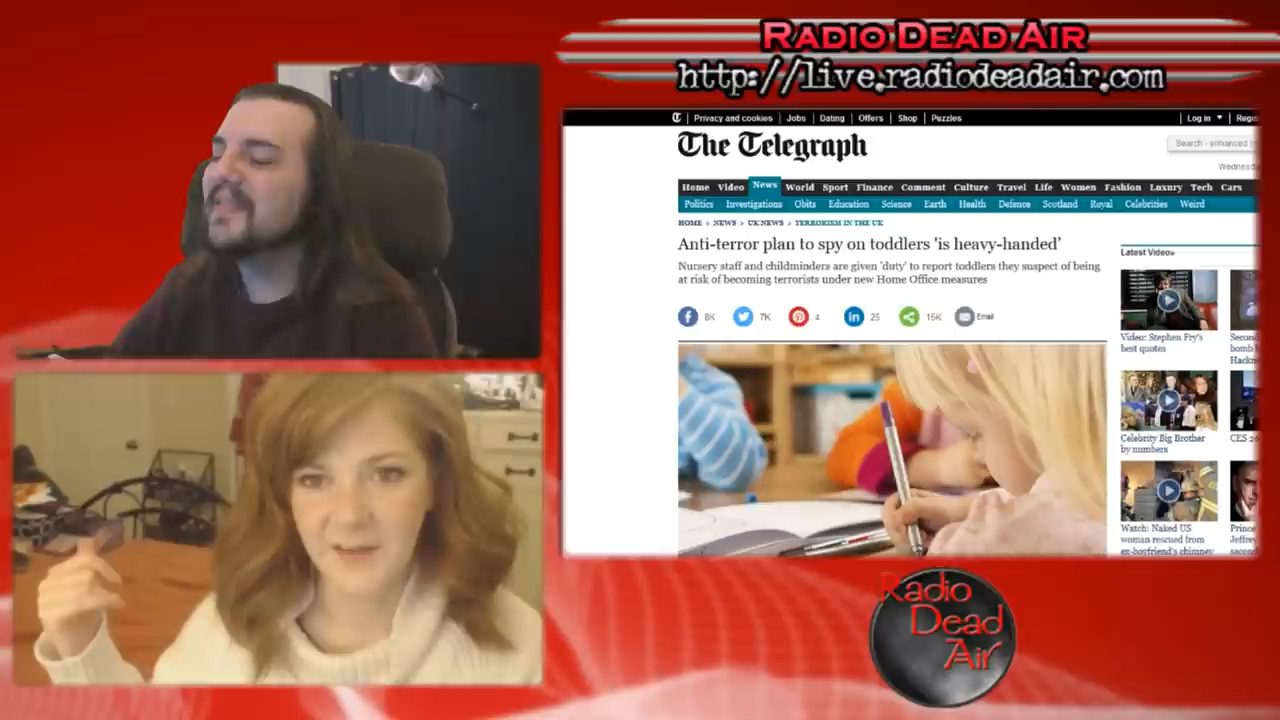 Radio Dead Air
http://live.radiodeadair.com
Privacy and cookies | Jobs | Dating | Offers | Shop | Puzzles | Log in
The Telegraph
Search - enhanced
Home Video News World Sport Finance Comment Culture Travel Life Women Fashion Luxury Tech Cars
Politics Investigations Obits Education Science Earth Health Defence Scotland Royal Celebrities Weird
HOME » NEWS » UK NEWS » TERRORISM IN THE UK
Anti-terror plan to spy on toddlers 'is heavy-handed'
Nursery staff and childminders are given 'duty' to report toddlers they suspect of being
at risk of becoming terrorists under new Home Office measures
8K 7K 4 in 25 15K Email
Latest Video»
Video: Stephen Fry's
best quotes
bomb
Celebrity Big Brother
by numbers
Watch: Naked US
woman rescued from
ex-boyfriend's chimney
Prince
Radio
Dead
Air